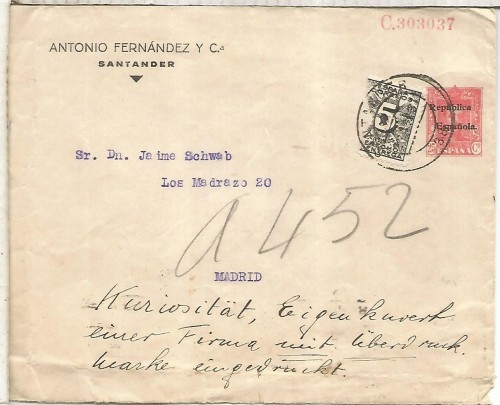 C.303037
ANTONIO FERNÁNDEZ Y C.ª
SANTANDER
República
Española.
5
ESPAÑA
Sr. Dn. Jaime Schwab
Los Madrazo 20
a 452
MADRID
Kuriosität, Eigenkuvert
einer Firma mit Überdruck.
marke eingedruckt.